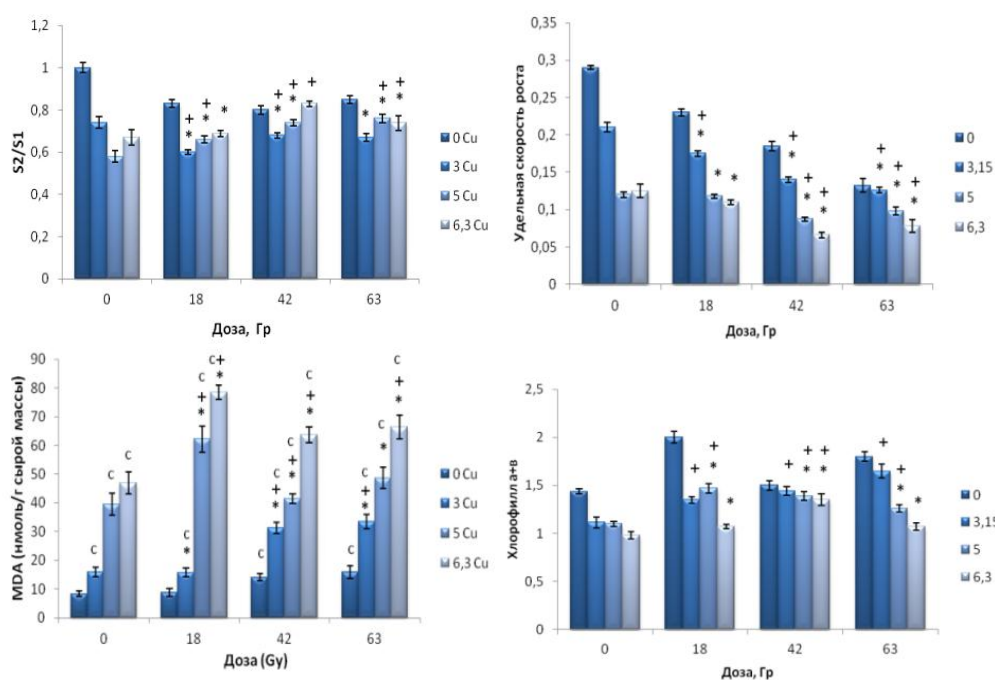 1,2
1
0,8
0,6
0,4
0,2
0
S2/S1
+
*
+
*
*
+
*
+
*
+
*
+
*
+
*
0 18 42 63
Доза, Гр
0 Cu
3 Cu
5 Cu
6,3 Cu
0,35
0,3
0,25
0,2
0,15
0,1
0,05
0
Удельная скорость роста
+
*
*
*
+
*
+
*
+
*
+
*
+
*
+
*
0 18 42 63
Доза, Гр
0
3,15
5
6,3
90
80
70
60
50
40
30
20
10
0
MDA (нмоль/г сырой массы)
c
c
c
c
*
c
+
*
c
+
*
c
c
+
*
c
+
*
c
+
*
c
c
+
*
c
*
c
+
*
0 18 42 63
Доза (Gy)
0 Cu
3 Cu
5 Cu
6,3 Cu
2,5
2
1,5
1
0,5
0
Хлорофилл а+в
+
+
*
*
+
+
*
+
*
+
+
*
*
0 18 42 63
Доза, Гр
0
3,15
5
6,3